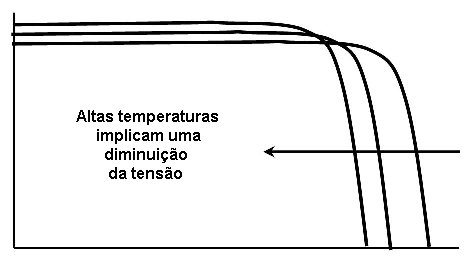 Altas temperaturas
implicam uma
diminuição
da tensão